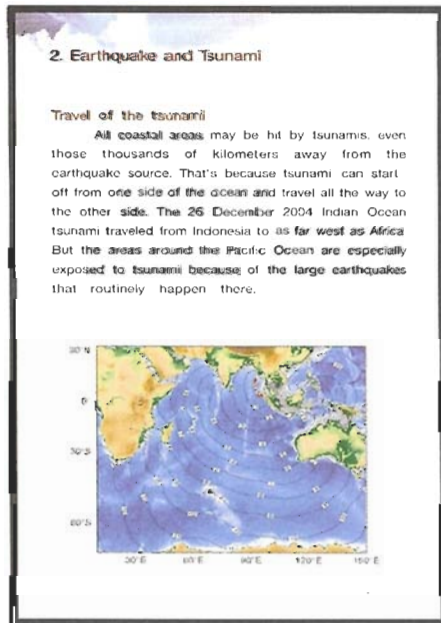 2. Earthquake and Tsunami
Travel of the tsunami
All coastal areas may be hit by tsunamis, even
those thousands of kilometers away from the
earthquake source. That's because tsunami can start
off from one side of the ocean and travel all the way to
the other side. The 26 December 2004 Indian Ocean
tsunami traveled from Indonesia to as far west as Africa
But the areas around the Pacific Ocean are especially
exposed to tsunami because of the large earthquakes
that routinely happen there.
30°N
0°
30°S
60°S
30°E 60°E 90°E 120°E 150°E